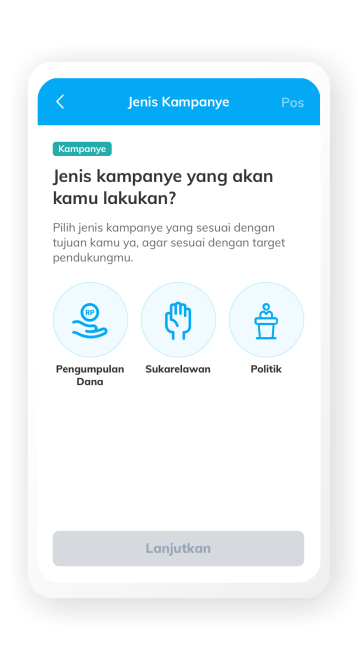 Jenis Kampanye
Pos
Kampanye
Jenis kampanye yang akan
kamu lakukan?
Pilih jenis kampanye yang sesuai dengan
tujuan kamu ya, agar sesuai dengan target
pendukungmu.
RP
Pengumpulan
Dana
Sukarelawan
Politik
Lanjutkan